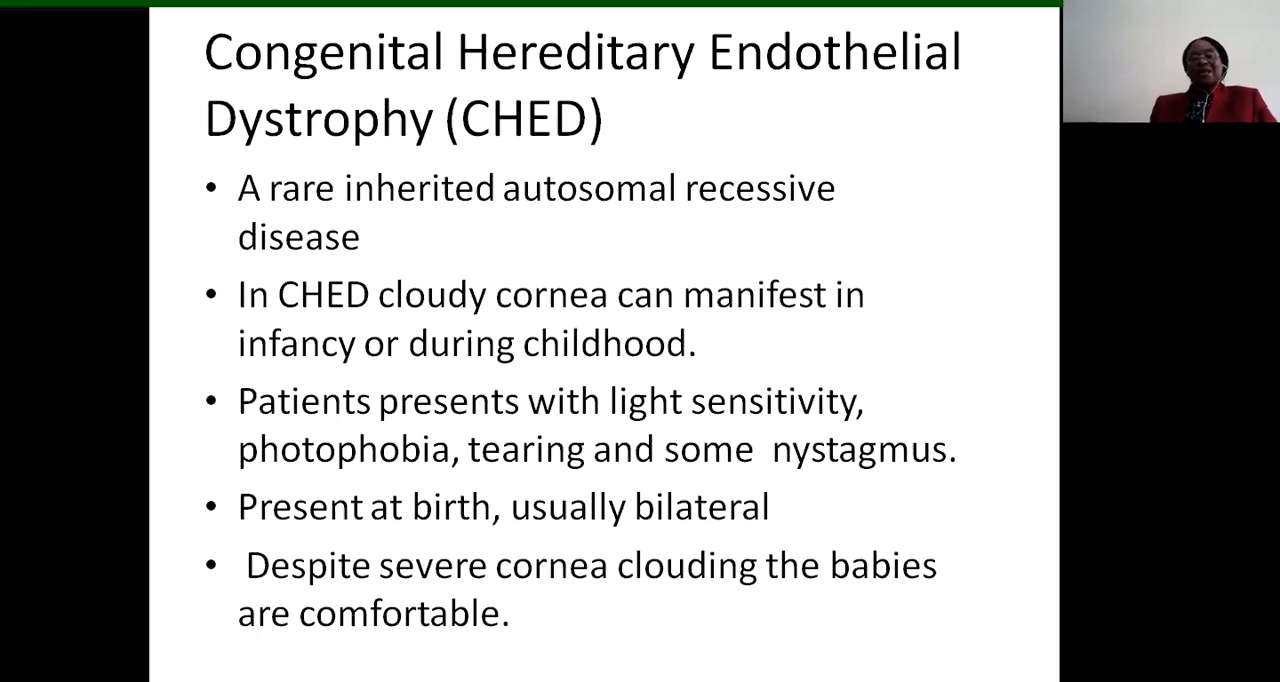 Congenital Hereditary Endothelial
Dystrophy (CHED)
• A rare inherited autosomal recessive
disease
• In CHED cloudy cornea can manifest in
infancy or during childhood.
• Patients presents with light sensitivity,
photophobia, tearing and some nystagmus.
• Present at birth, usually bilateral
• Despite severe cornea clouding the babies
are comfortable.